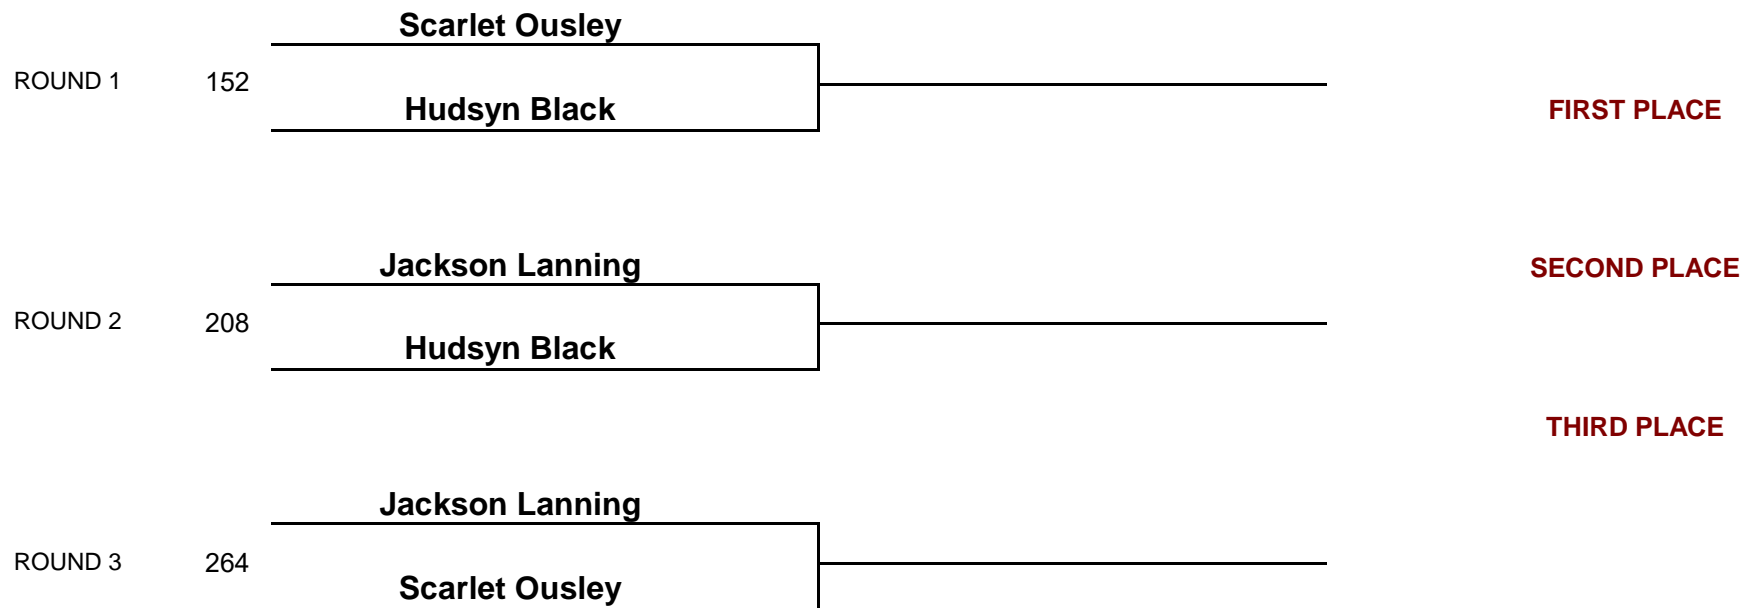 Scarlet Ousley
ROUND 1 152
Hudsyn Black
FIRST PLACE
Jackson Lanning
SECOND PLACE
ROUND 2 208
Hudsyn Black
THIRD PLACE
Jackson Lanning
ROUND 3 264
Scarlet Ousley